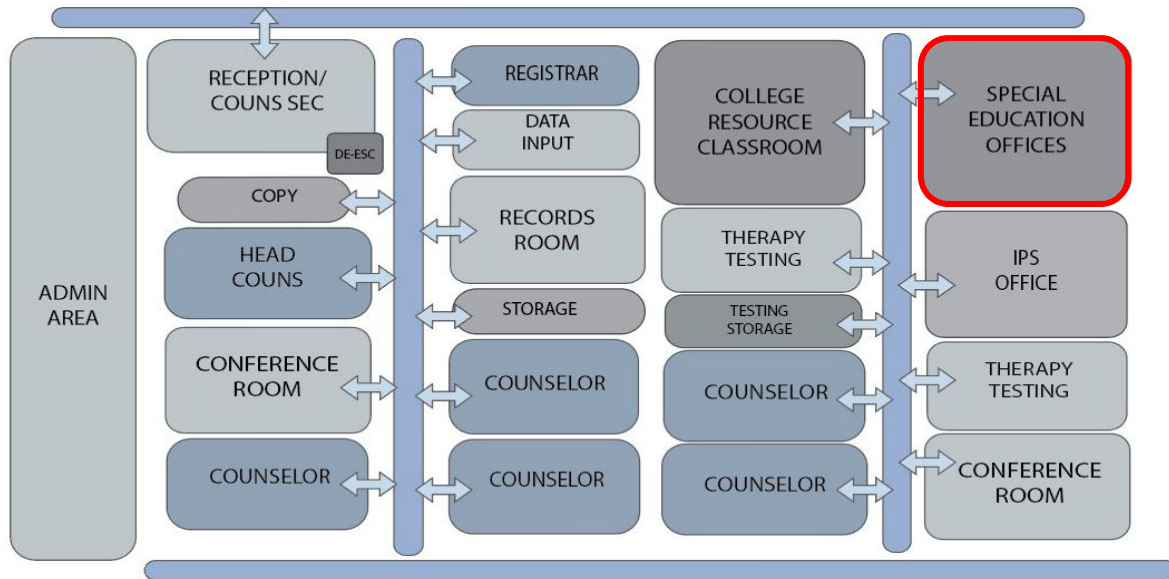 ADMIN
AREA
RECEPTION/
COUNS SEC
DE-ESC
COPY
HEAD
COUNS
CONFERENCE
ROOM
COUNSELOR
REGISTRAR
DATA
INPUT
RECORDS
ROOM
STORAGE
COUNSELOR
COUNSELOR
COLLEGE
RESOURCE
CLASSROOM
THERAPY
TESTING
TESTING
STORAGE
COUNSELOR
COUNSELOR
SPECIAL
EDUCATION
OFFICES
IPS
OFFICE
THERAPY
TESTING
CONFERENCE
ROOM